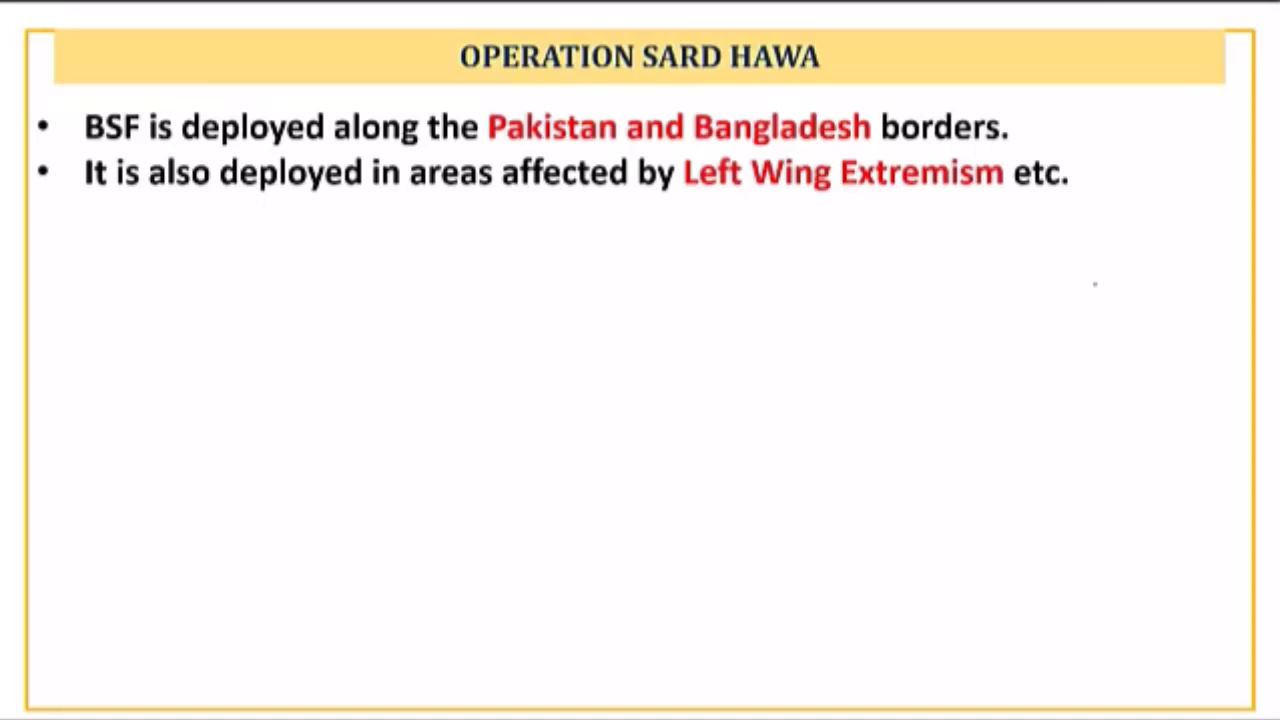 OPERATION SARD HAWA
• BSF is deployed along the Pakistan and Bangladesh borders.
• It is also deployed in areas affected by Left Wing Extremism etc.